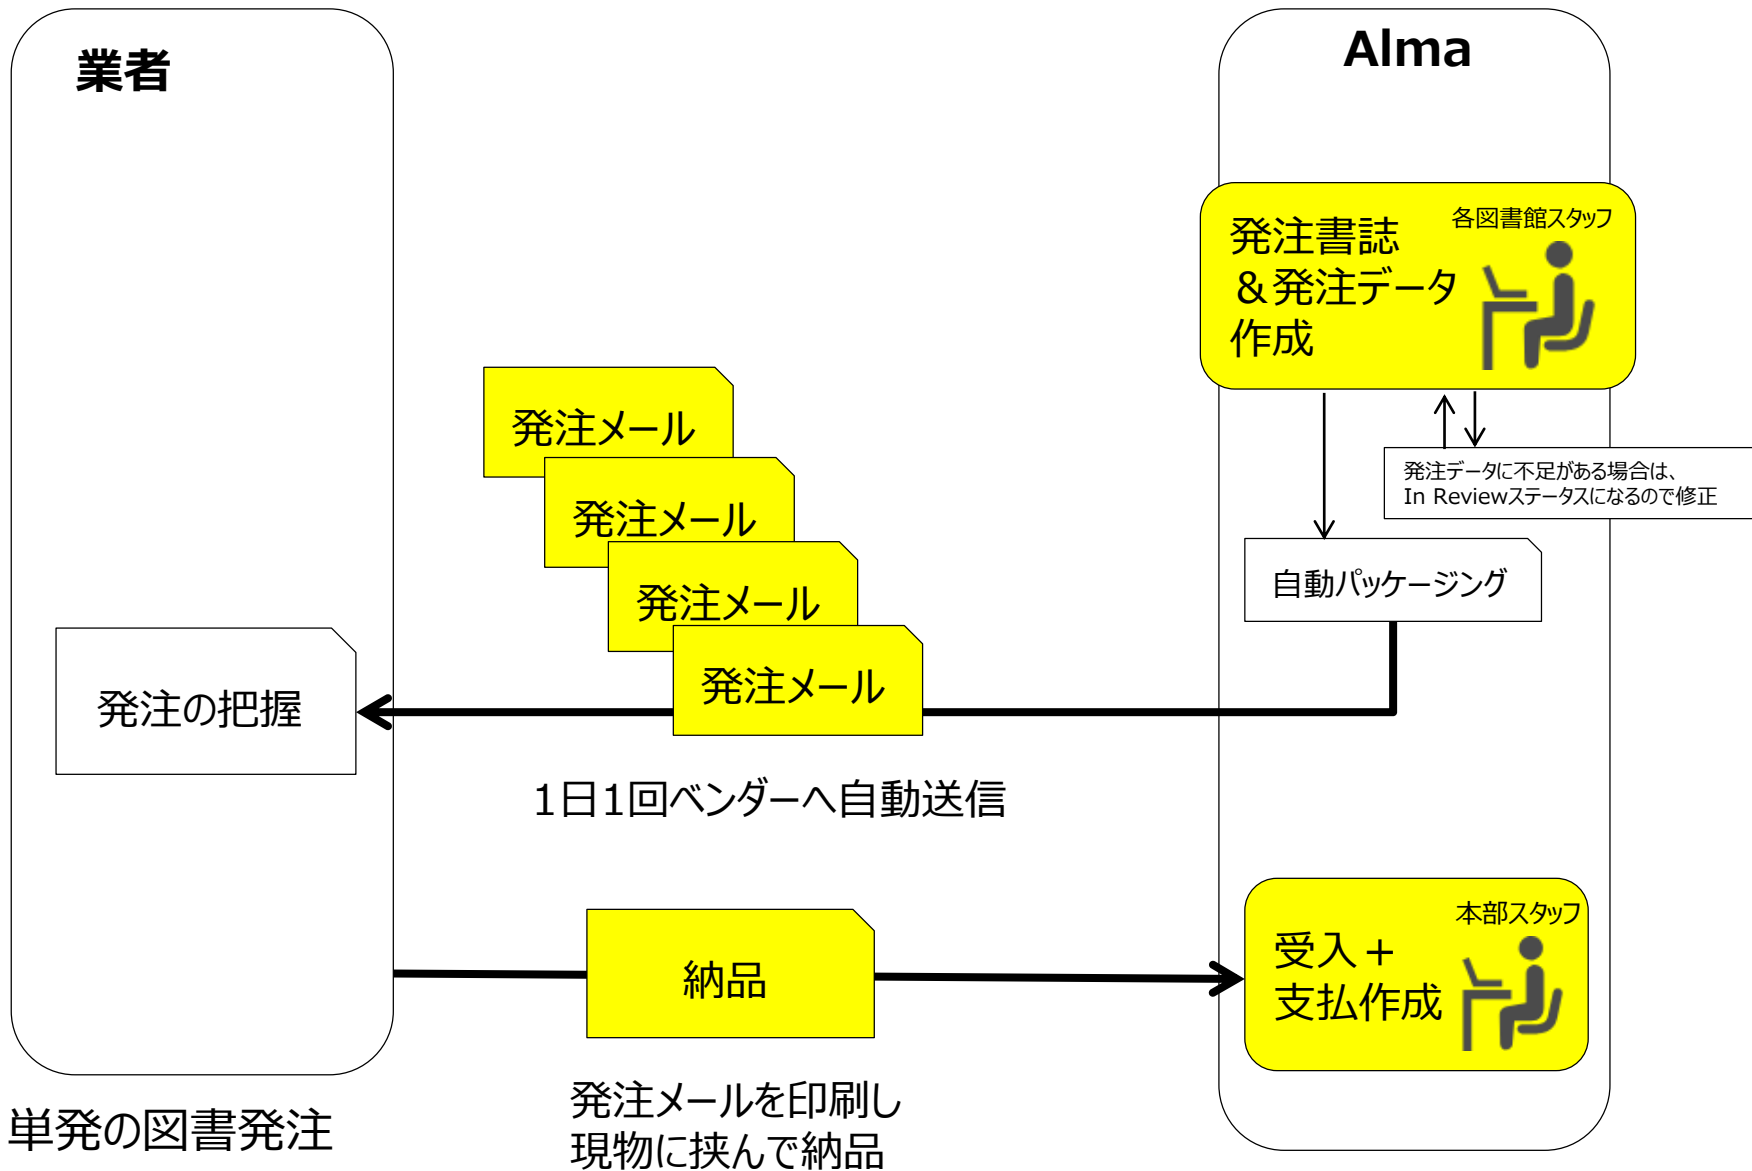 業者
Alma
各図書館スタッフ
発注書誌
＆発注データ
作成
発注メール
発注メール
発注メール
発注メール
発注データに不足がある場合は、
In Reviewステータスになるので修正
自動パッケージング
発注の把握
1日1回ベンダーへ自動送信
納品
本部スタッフ
受入＋
支払作成
発注メールを印刷し
現物に挟んで納品
単発の図書発注